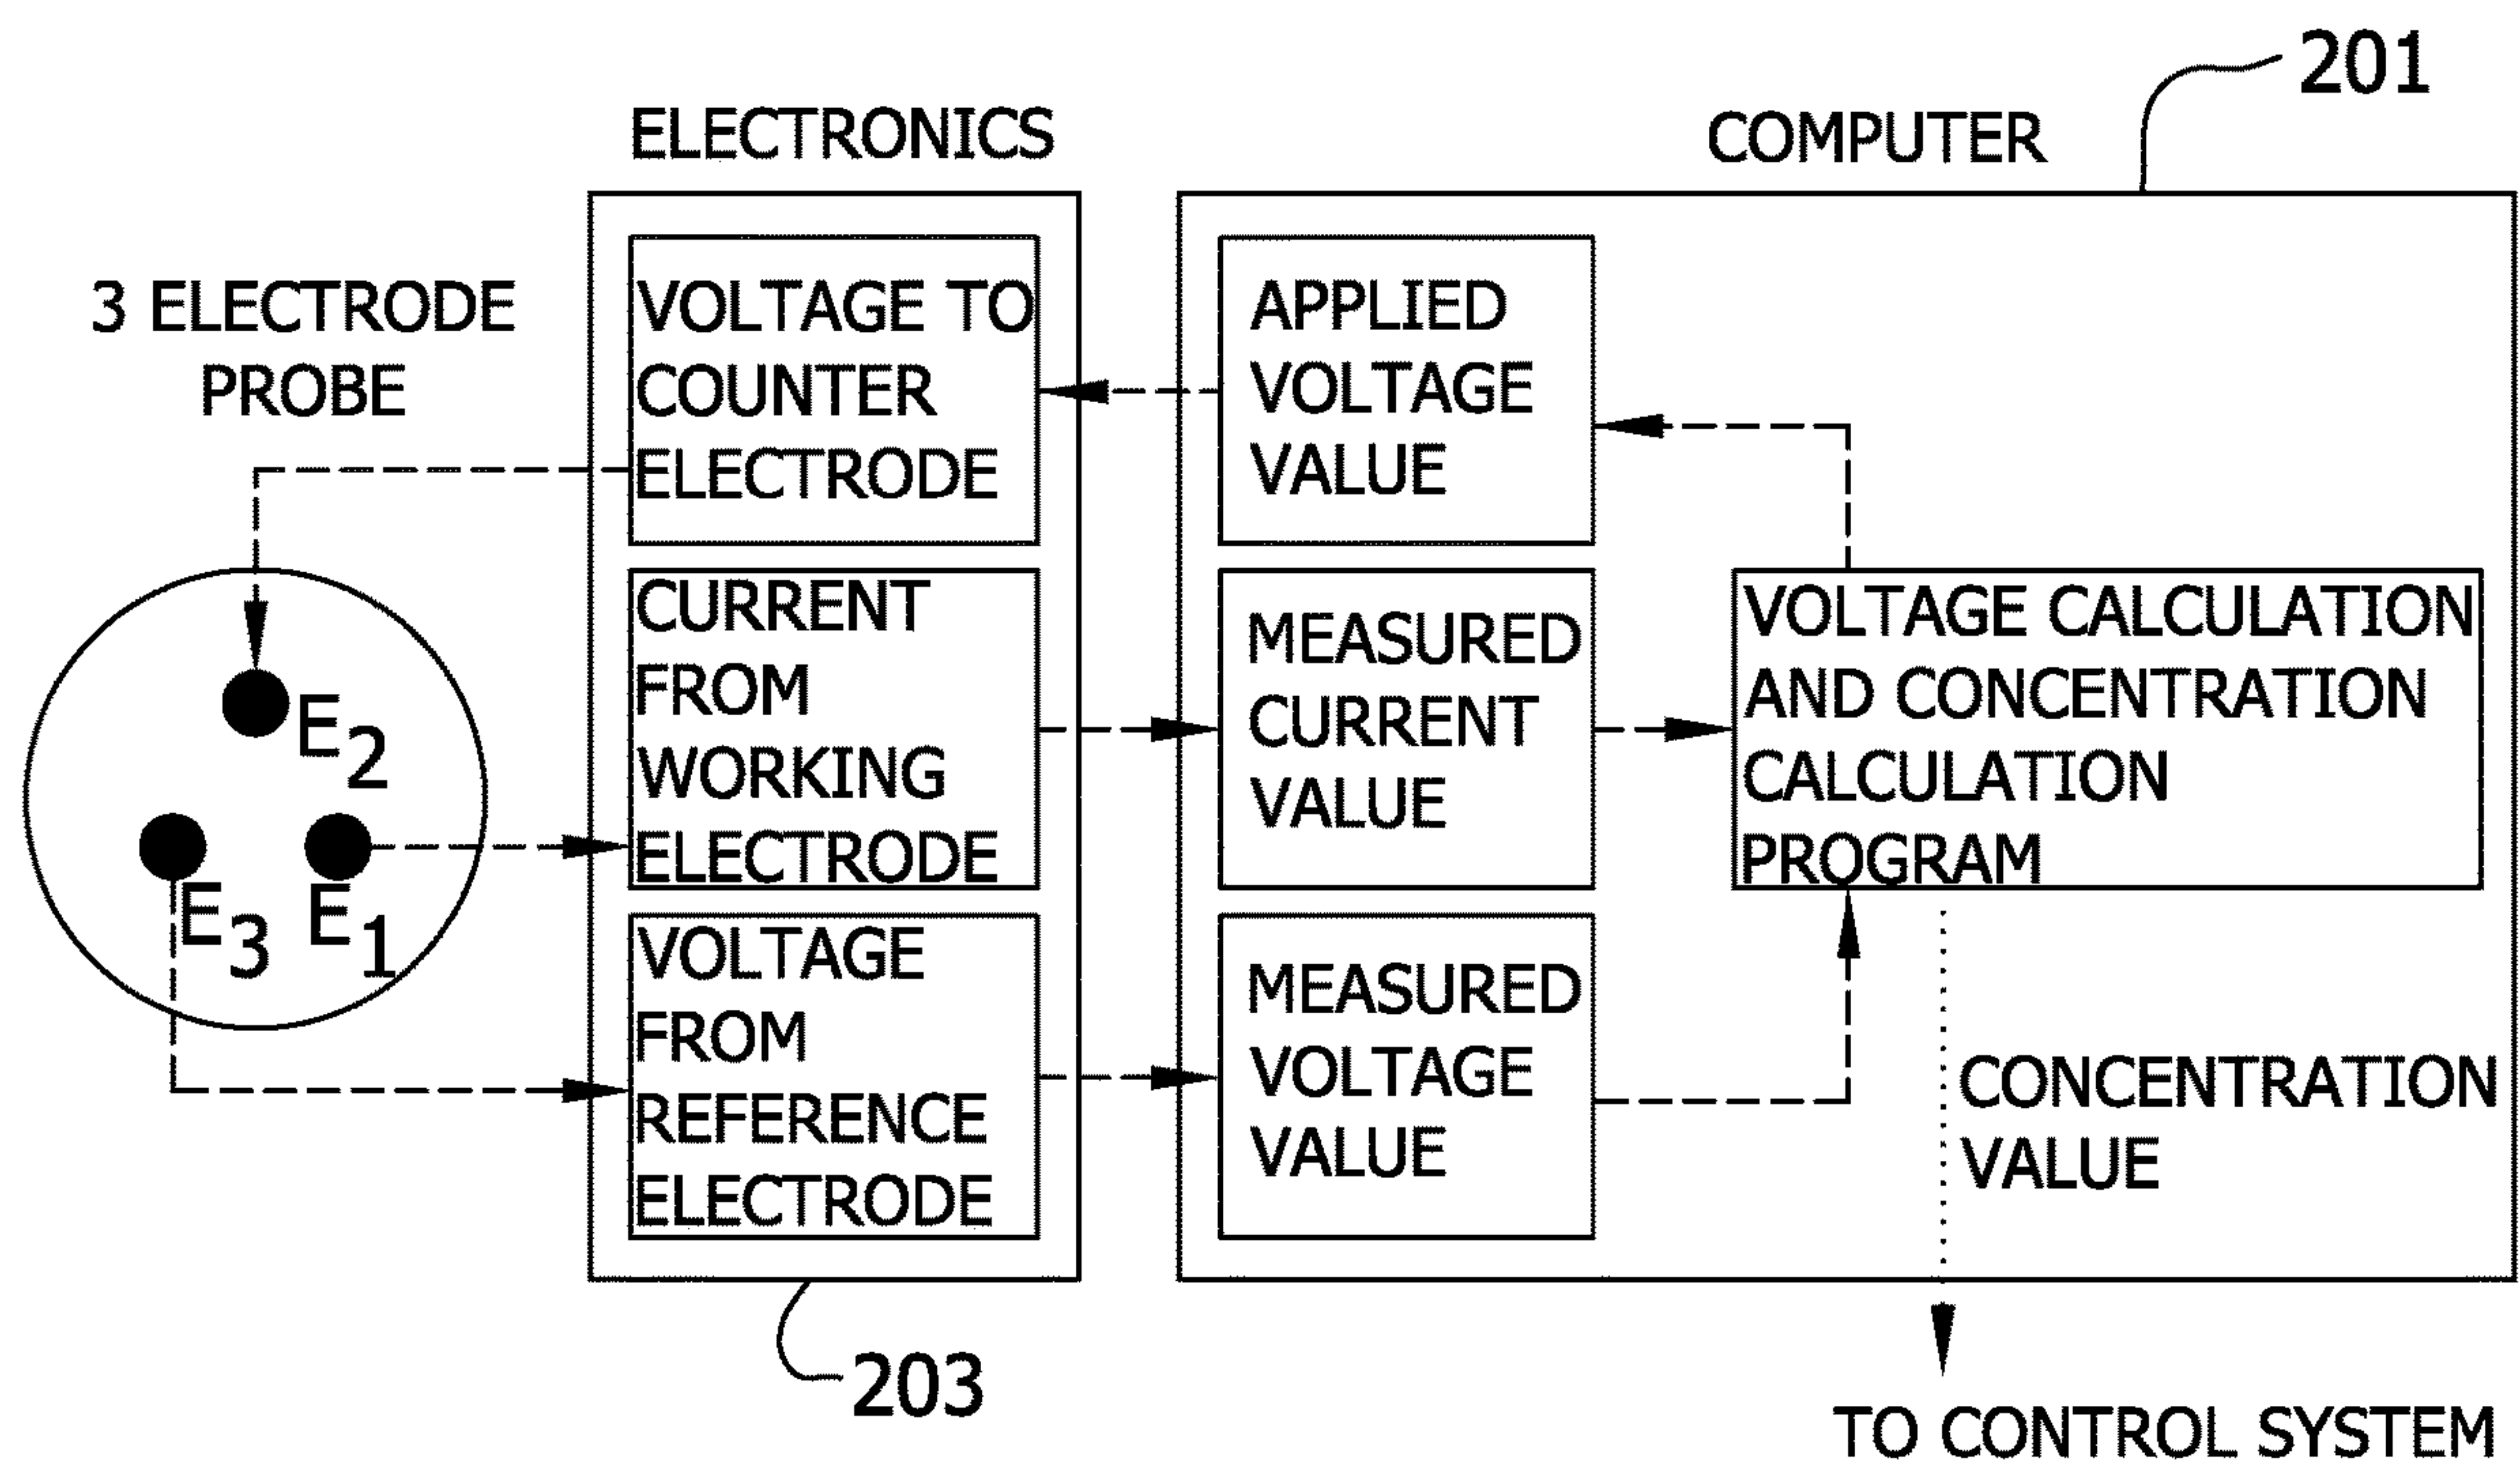 201
ELECTRONICS
COMPUTER
3 ELECTRODE
PROBE
VOLTAGE TO
COUNTER
ELECTRODE
APPLIED
VOLTAGE
VALUE
E2
E3
E1
CURRENT
FROM
WORKING
ELECTRODE
MEASURED
CURRENT
VALUE
VOLTAGE CALCULATION
AND CONCENTRATION
CALCULATION
PROGRAM
VOLTAGE
FROM
REFERENCE
ELECTRODE
MEASURED
VOLTAGE
VALUE
CONCENTRATION
VALUE
203
TO CONTROL SYSTEM